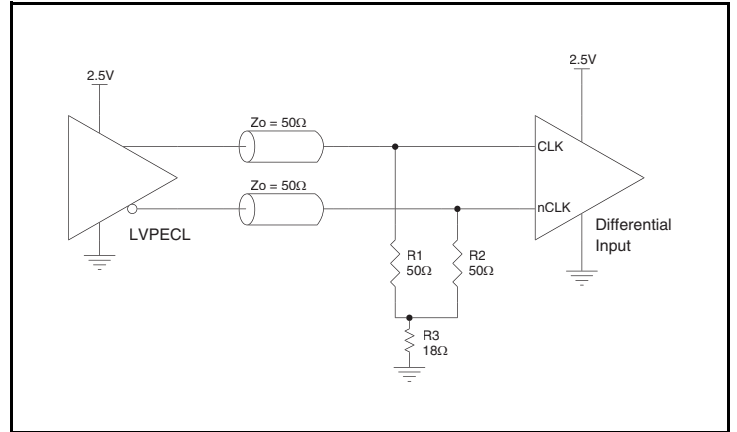 2.5V
2.5V
Zo = 50Ω
CLK
Zo = 50Ω
nCLK
LVPECL
Differential
Input
R1
50Ω
R2
50Ω
R3
18Ω